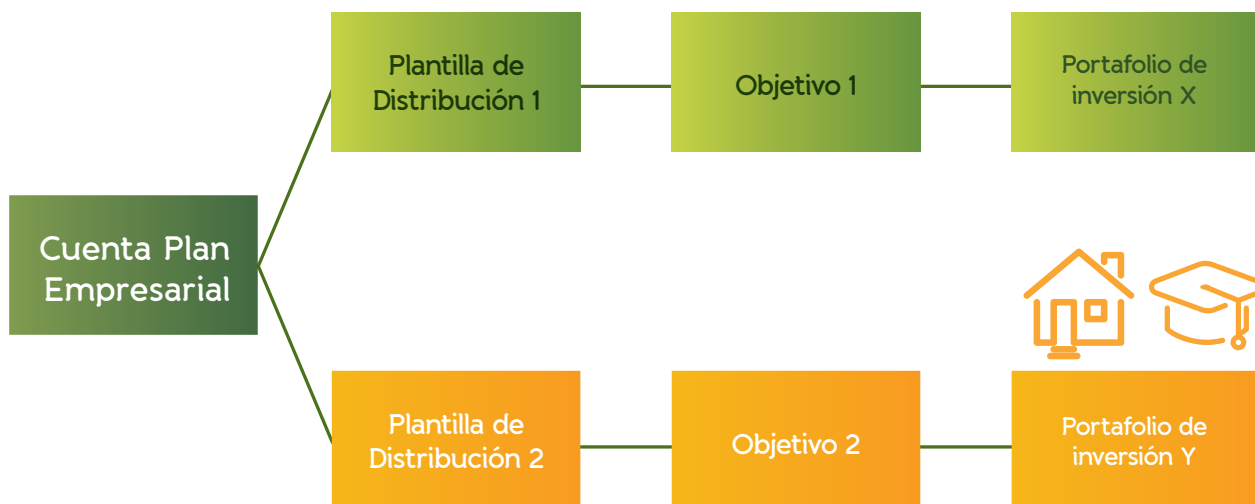 Plantilla de
Distribución 1
Objetivo 1
Portafolio de
inversión X
Cuenta Plan
Empresarial
Plantilla de
Distribución 2
Objetivo 2
Portafolio de
inversión Y